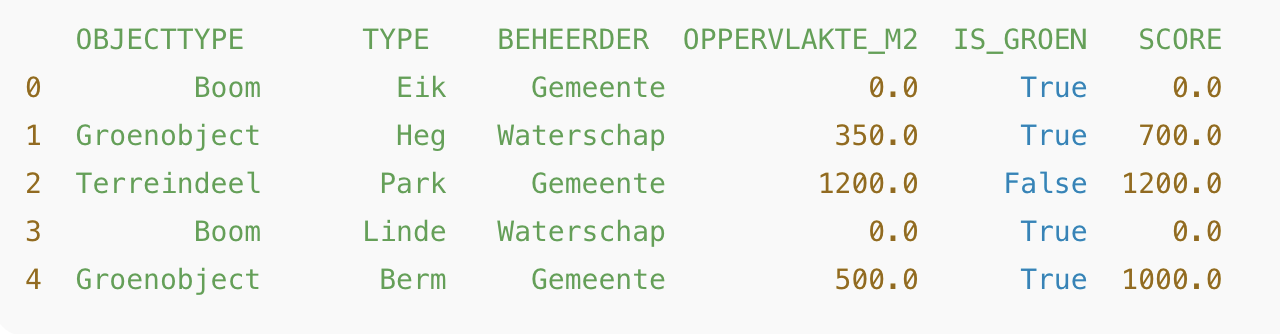 OBJECTTYPE TYPE BEHEERDER OPPERVLAKTE_M2 IS_GROEN SCORE
0 Boom Eik Gemeente 0.0 True 0.0
1 Groenobject Heg Waterschap 350.0 True 700.0
2 Terreindeel Park Gemeente 1200.0 False 1200.0
3 Boom Linde Waterschap 0.0 True 0.0
4 Groenobject Berm Gemeente 500.0 True 1000.0